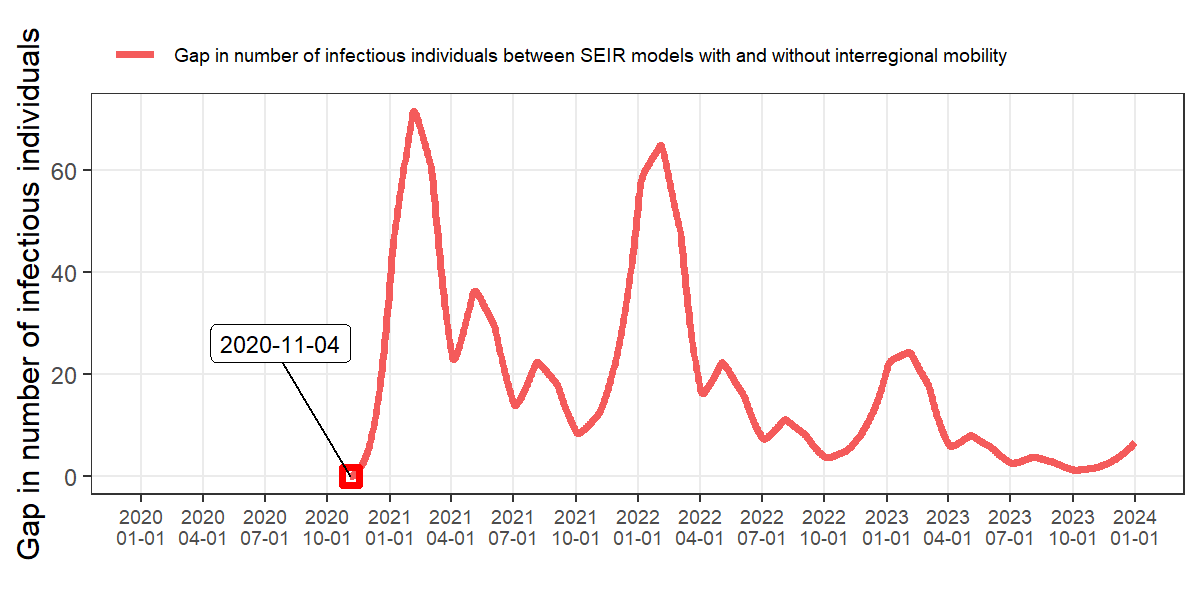 Gap in number of infectious individuals between SEIR models with and without interregional mobility
Gap in number of infectious individuals
60
40
20
0
2020-11-04
2020 2020 2020 2020 2021 2021 2021 2021 2022 2022 2022 2022 2023 2023 2023 2023 2024
01-01 04-01 07-01 10-01 01-01 04-01 07-01 10-01 01-01 04-01 07-01 10-01 01-01 04-01 07-01 10-01 01-01